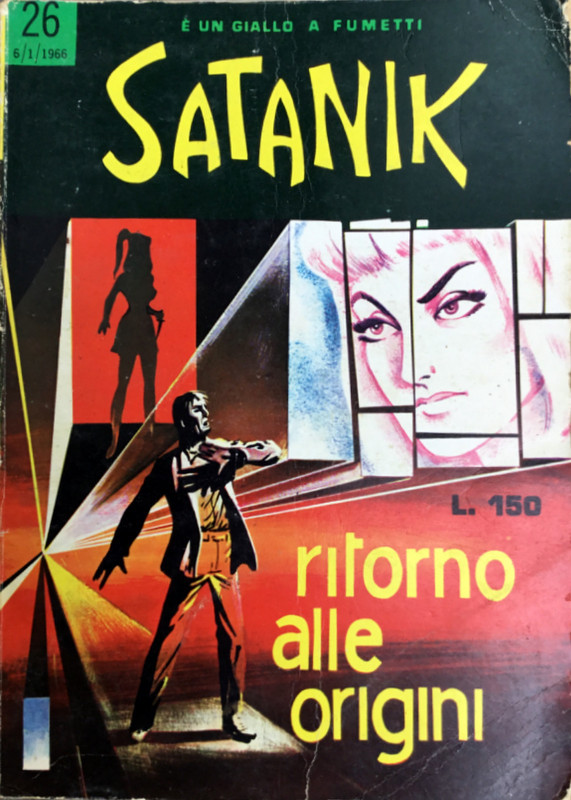 26
6/1/1966
È UN GIALLO A FUMETTI
SATANIK
L. 150
ritorno
alle
origini